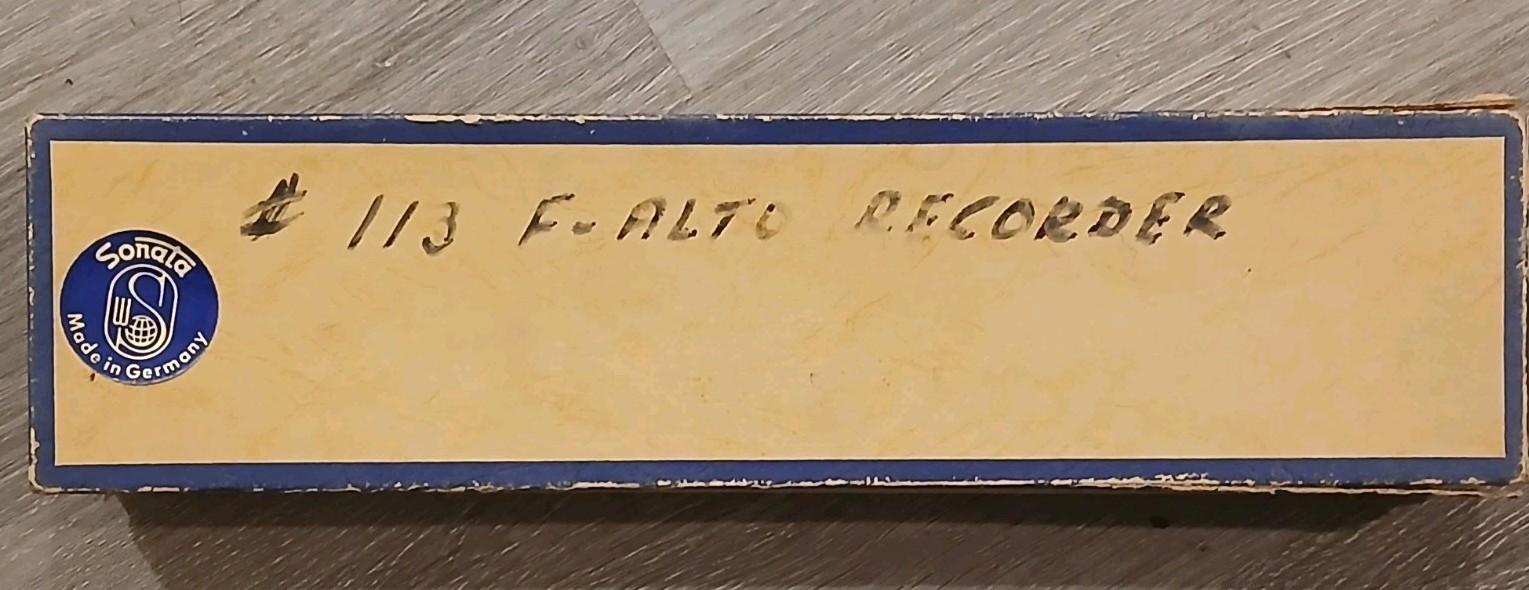 # 113 F-ALTO RECORDER
Sonata
S
Made in Germany